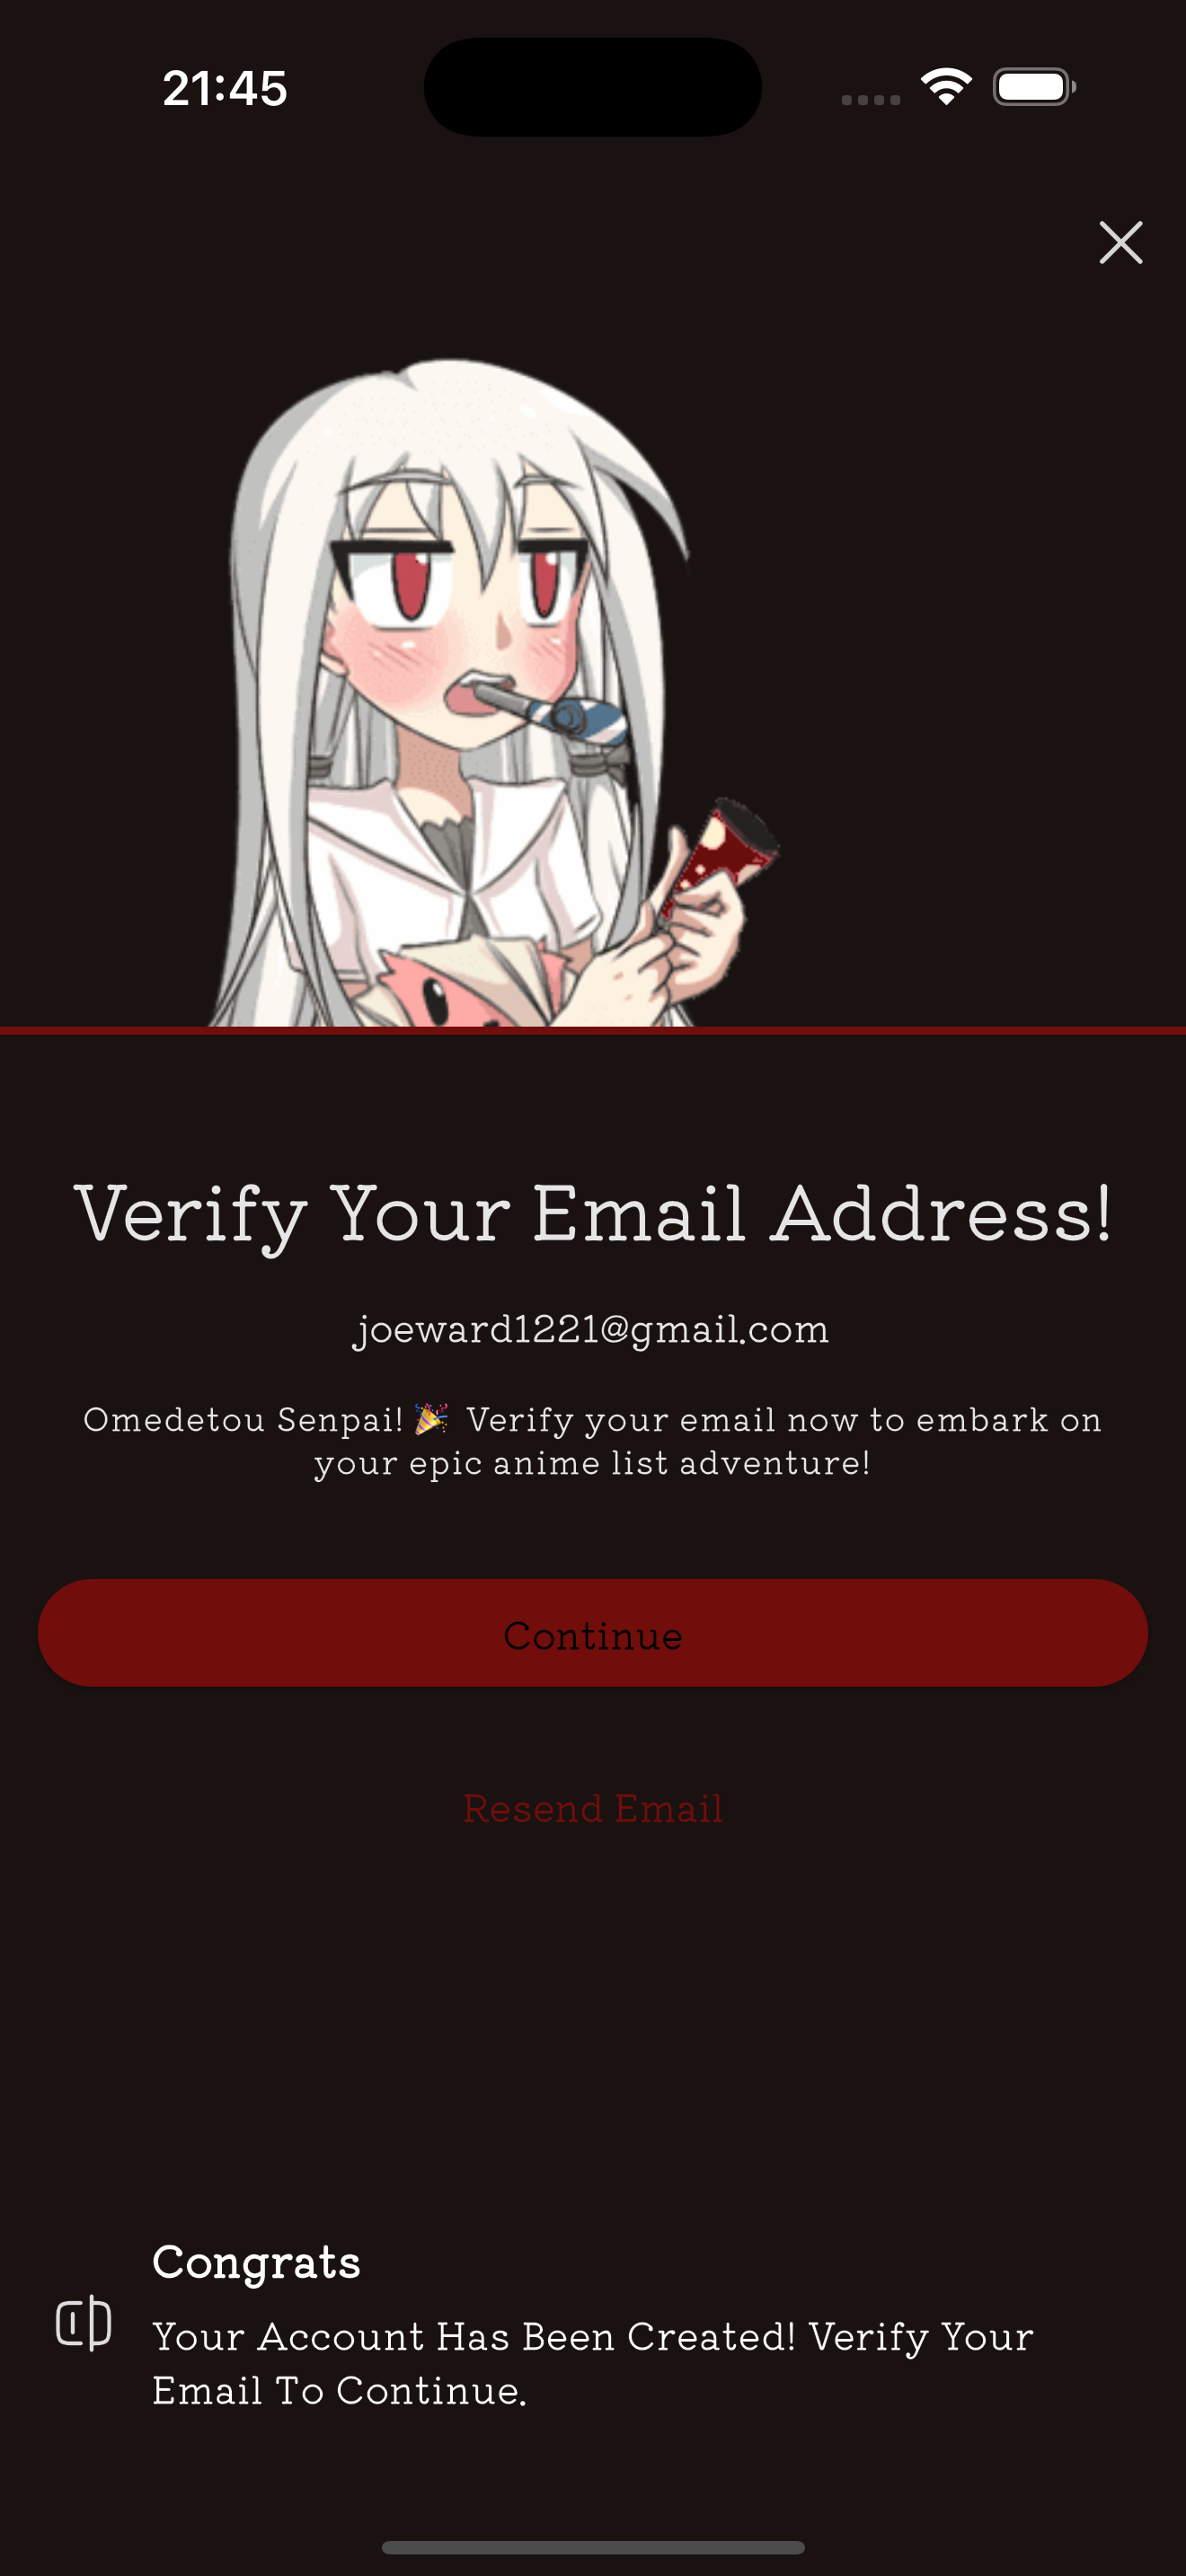 21:45
Verify Your Email Address!
joeward1221@gmail.com
Omedetou Senpai! 🎉 Verify your email now to embark on
your epic anime list adventure!
Continue
Resend Email
Congrats
Your Account Has Been Created! Verify Your
Email To Continue.